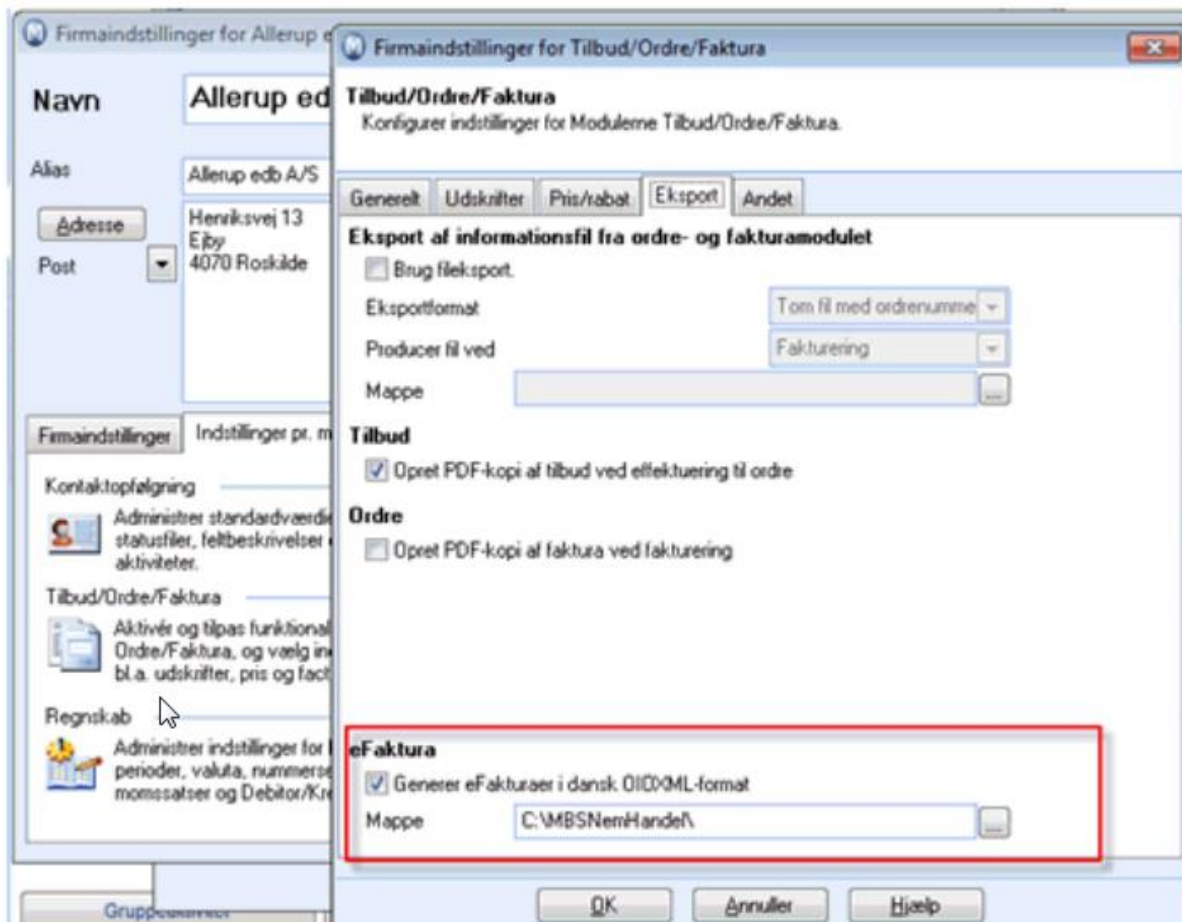 Firmaindstillinger for Allerup e
Navn
Allerup ed
Alias
Allerup edb A/S
Adresse
Henriksvej 13
Ejby
Post
4070 Roskilde
Firmaindstillinger
Indstillinger pr. m
Kontaktopfølgning
Administrer standardværdie
statusfiler, feltbeskrivelser
aktiviteter.
Tilbud/Ordre/Faktura
Aktivér og tilpas funktional
Ordre/Faktura, og vælg in
bl.a. udskrifter, pris og fact
Regnskab
Administrer indstillinger for
perioder, valuta, nummerse
momssatser og Debitor/Kre
Firmaindstillinger for Tilbud/Ordre/Faktura
Tilbud/Ordre/Faktura
Konfigurer indstillinger for Modulerne Tilbud/Ordre/Faktura.
Generelt Udskrifter Pris/rabat Eksport Andet
Eksport af informationsfil fra ordre- og fakturamodulet
Brug fileksport.
Eksportformat Tom fil med ordrenumme
Producer fil ved Fakturering
Mappe ...
Tilbud
Opret PDF-kopi af tilbud ved effektuering til ordre
Ordre
Opret PDF-kopi af faktura ved fakturering
eFaktura
Generer eFakturaer i dansk OIOXML-format
Mappe C:\MBSNemHandel\ ...
OK Annuller Hjælp